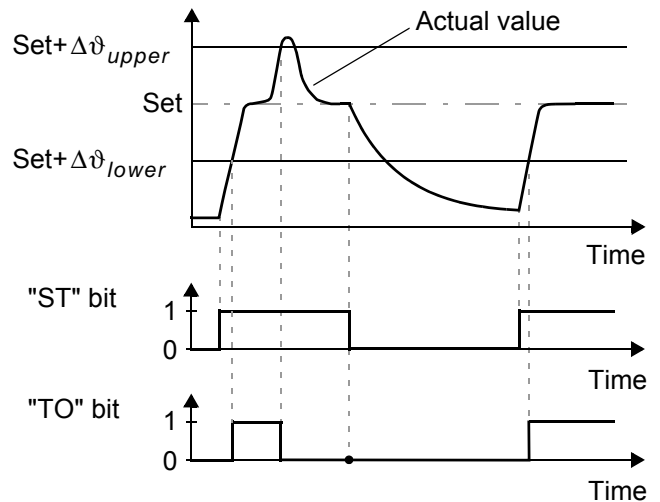 Actual value
Set+Δϑupper
Set
Set+Δϑlower
Time
"ST" bit
1
0
Time
"TO" bit
1
0
Time